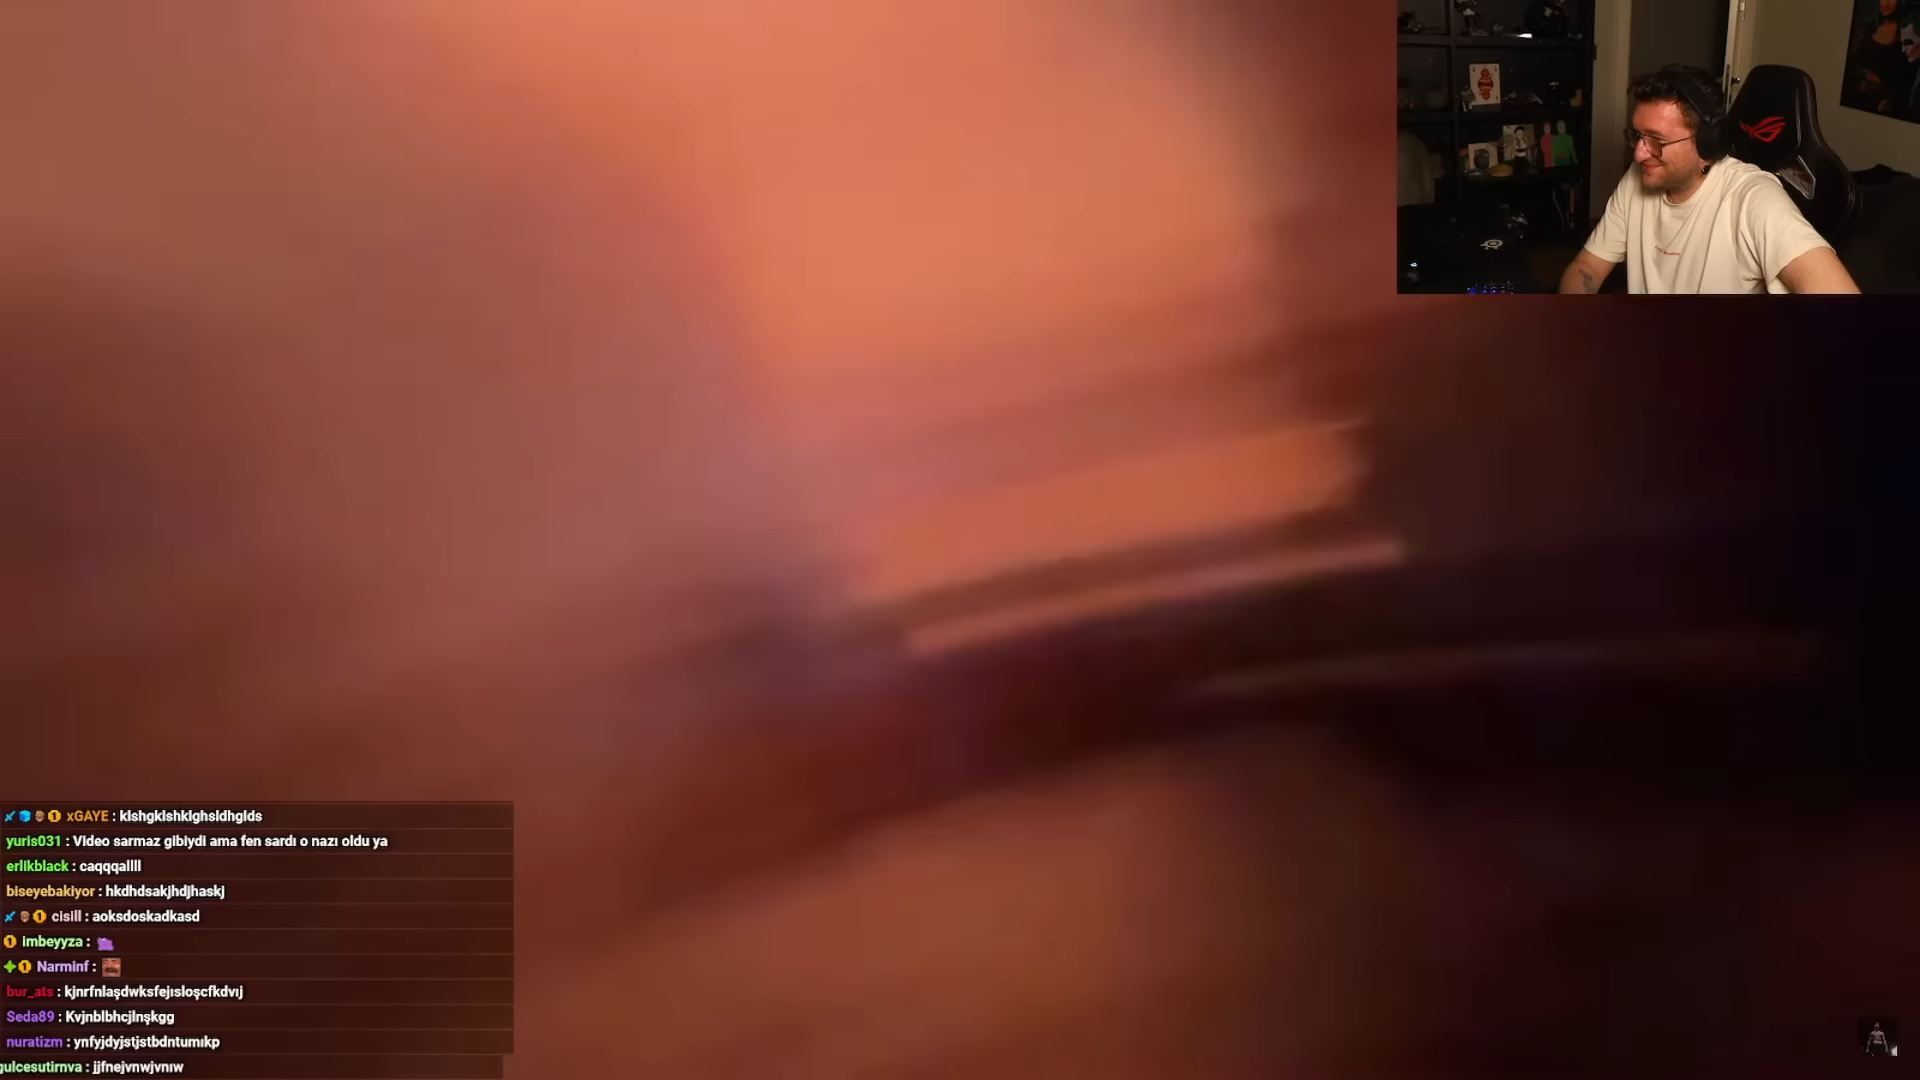 xGAYE : klshgklshklghsldhglds
yuris031 : Video sarmaz gibiydi ama fen sardı o nazı oldu ya
erlikblack : caqqqallll
biseyebakiyor : hkdhdsakjhdjhaskj
cisill : aoksdoskadkasd
imbeyyza :
Narminf :
bur_ats : kjnrfnlaşdwksfejısloşcfkdvıj
Seda89 : Kvjnblbhcjlnşkgg
nuratizm : ynfyjdyjstjstbdntumıkp
gulcesutirnva : jjfnejvnwjvnıw